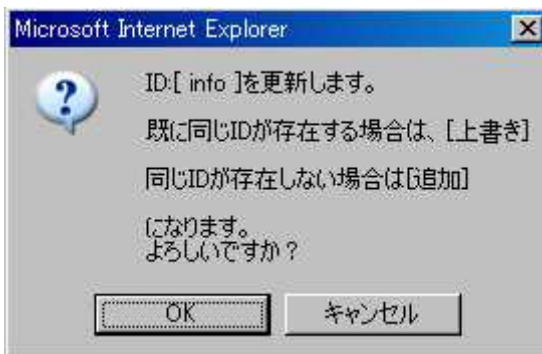 Microsoft Internet Explorer
ID:[ info ]を更新します。
既に同じIDが存在する場合は、[上書き]
同じIDが存在しない場合は[追加]
になります。
よろしいですか？
OK
キャンセル